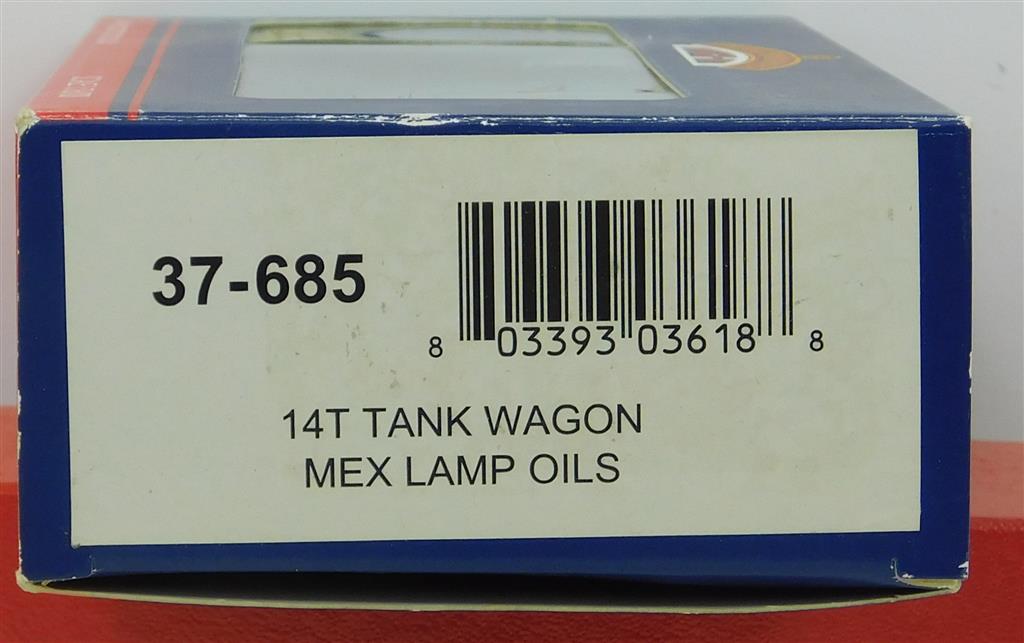 37-685
8 03393 03618 8
14T TANK WAGON
MEX LAMP OILS